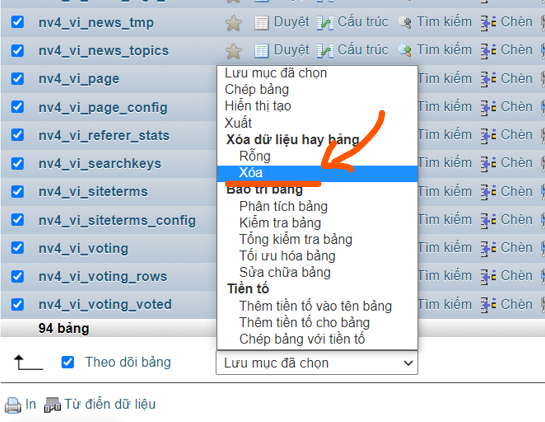 nv4_vi_news_tmp Duyệt Cấu trúc Tìm kiếm Chèn
nv4_vi_news_topics Duyệt Cấu trúc Tìm kiếm Chèn
nv4_vi_page Tìm kiếm Chèn
nv4_vi_page_config Tìm kiếm Chèn
nv4_vi_referer_stats Tìm kiếm Chèn
nv4_vi_searchkeys Tìm kiếm Chèn
nv4_vi_siteterms Tìm kiếm Chèn
nv4_vi_siteterms_config Tìm kiếm Chèn
nv4_vi_voting Tìm kiếm Chèn
nv4_vi_voting_rows Tìm kiếm Chèn
nv4_vi_voting_voted Tìm kiếm Chèn
94 bảng
Lưu mục đã chọn
Chép bảng
Hiển thị tạo
Xuất
Xóa dữ liệu hay bảng
Rỗng
Xóa
Bảo trì bảng
Phân tích bảng
Kiểm tra bảng
Tổng kiểm tra bảng
Tối ưu hóa bảng
Sửa chữa bảng
Tiền tố
Thêm tiền tố vào tên bảng
Thêm tiền tố cho bảng
Chép bảng với tiền tố
Theo dõi bảng Lưu mục đã chọn
In Từ điển dữ liệu